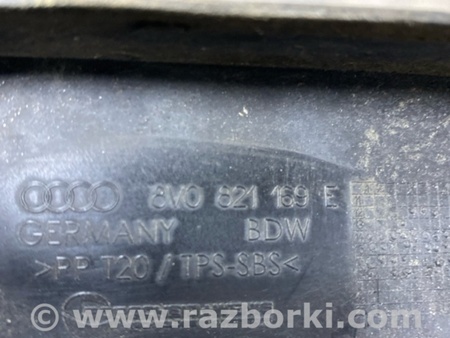 8V0 821 169 E
GERMANY BDW
>PP T20/TPS-SBS<
© www.razborki.com